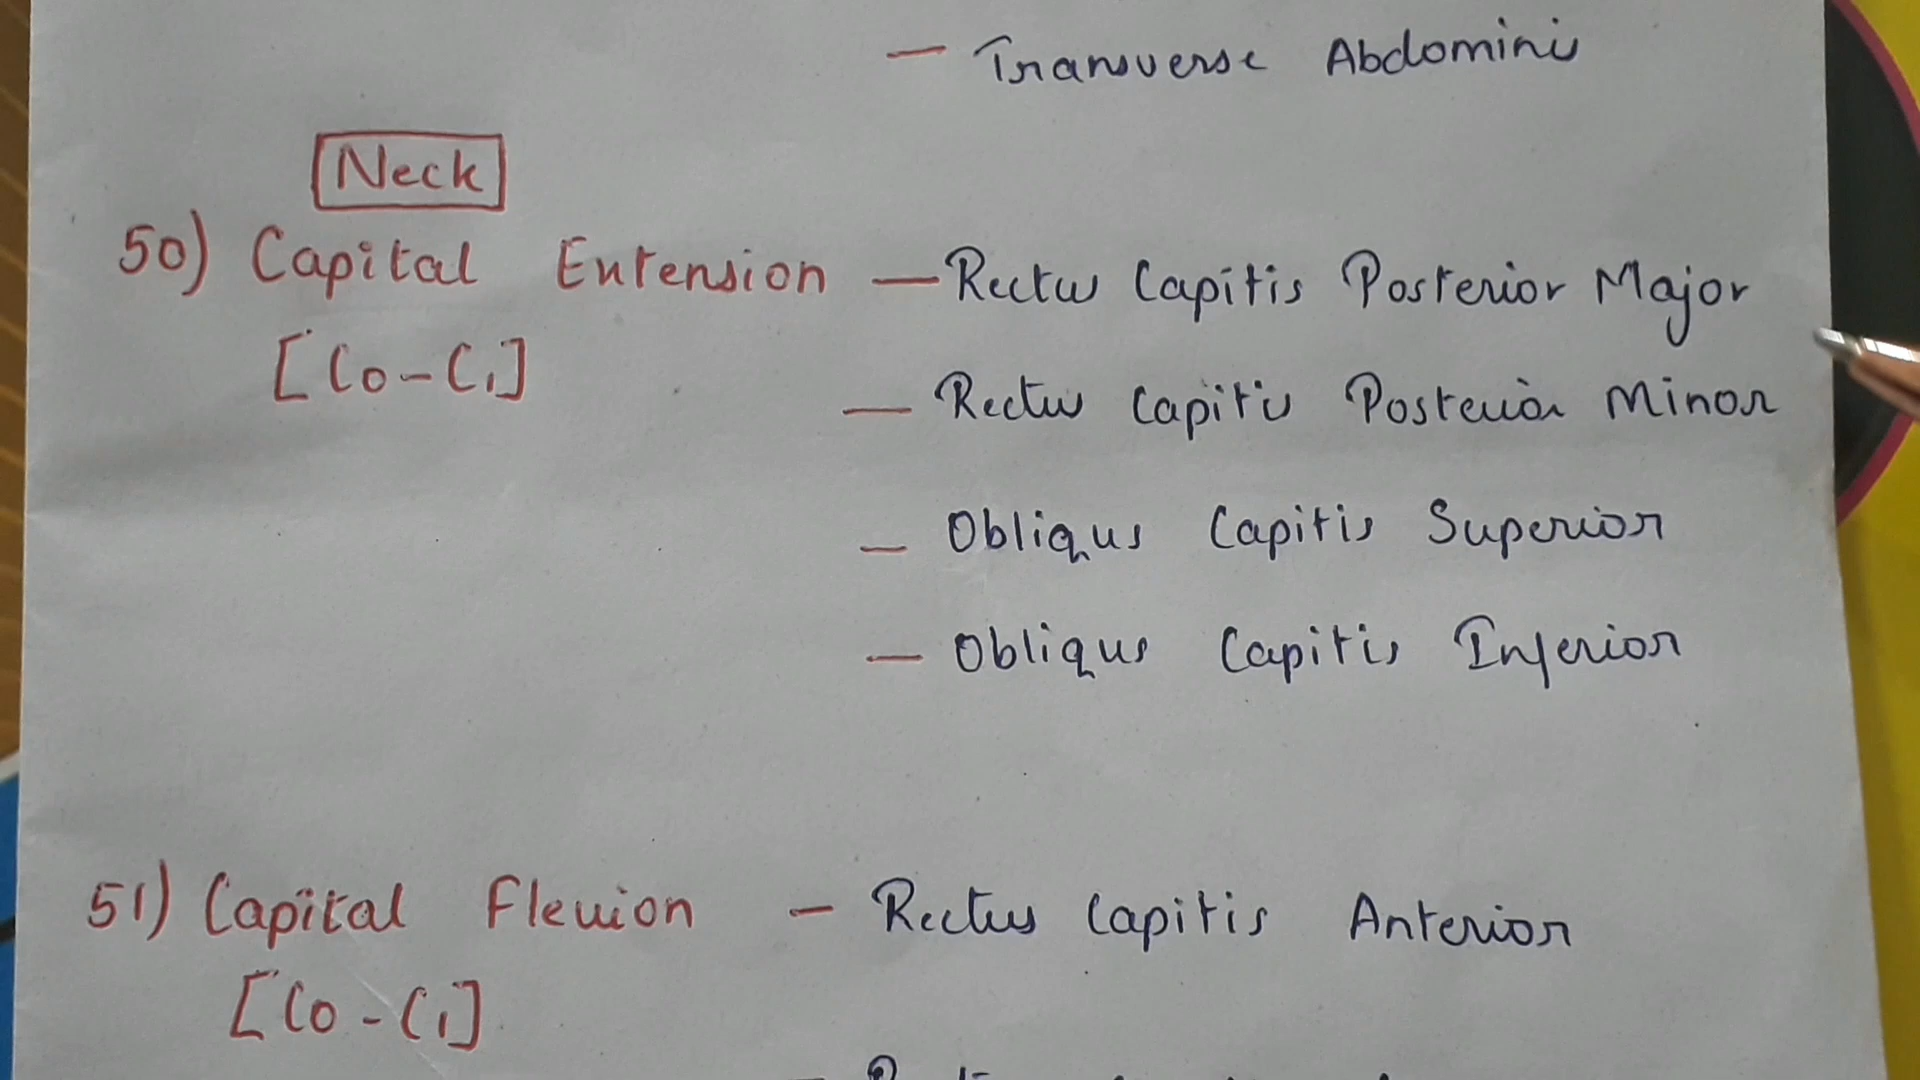 — Transverse Abdominis
Neck
50) Capital Extension — Rectus Capitis Posterior Major
[C0-C1]
— Rectus Capitis Posterior Minor
— Obliqus Capitis Superior
— Obliqus Capitis Inferior
51) Capital Flexion — Rectus Capitis Anterior
[C0-C1]